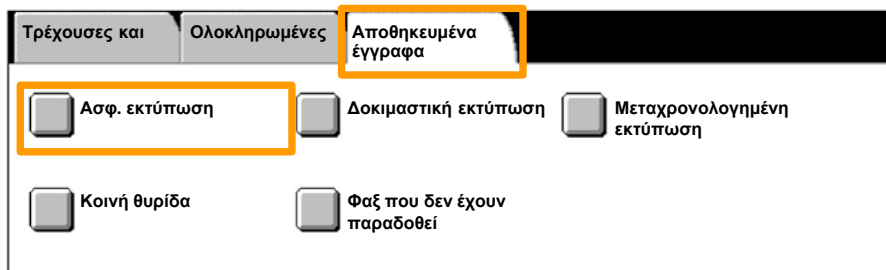 Τρέχουσες και
Ολοκληρωμένες
Αποθηκευμένα
έγγραφα
Ασφ. εκτύπωση
Δοκιμαστική εκτύπωση
Μεταχρονολογημένη
εκτύπωση
Κοινή θυρίδα
Φαξ που δεν έχουν
παραδοθεί